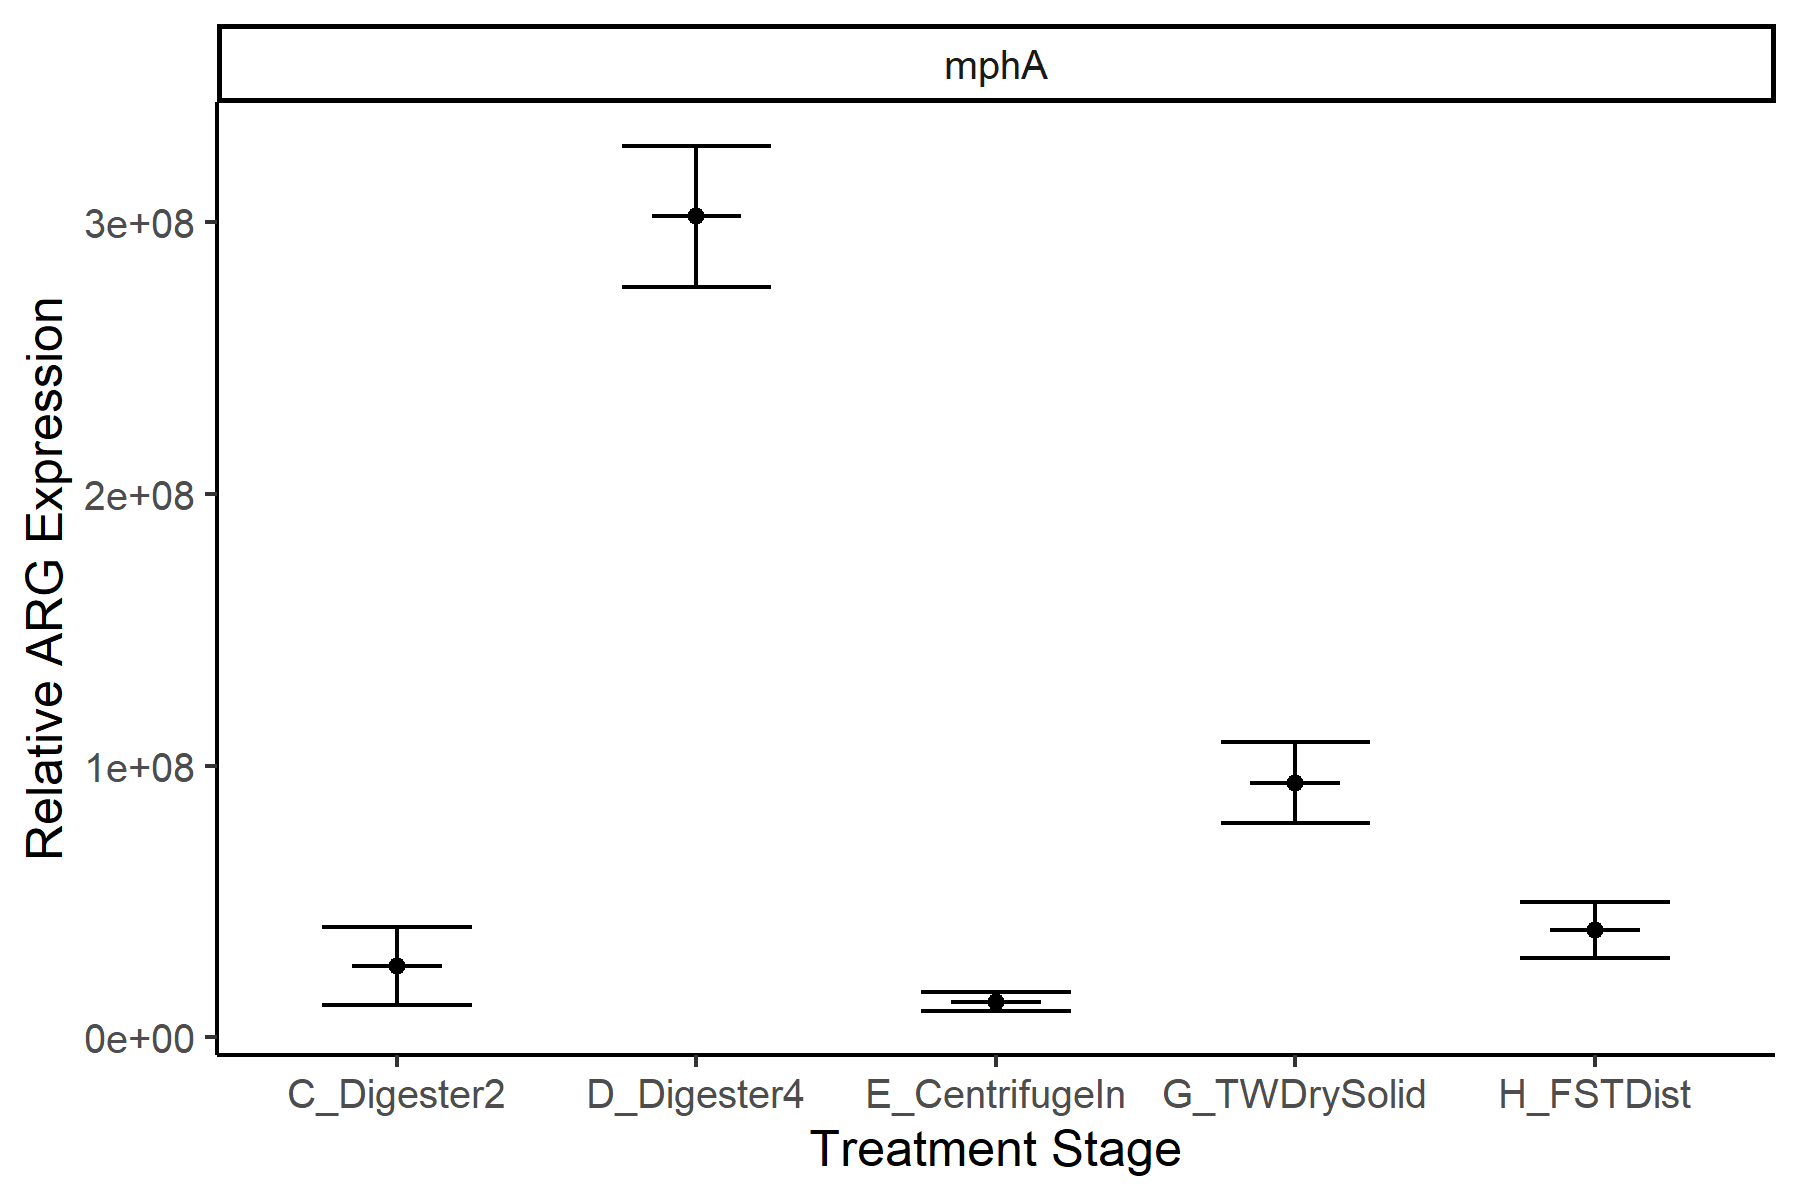 mphA
Relative ARG Expression
3e+08
2e+08
1e+08
0e+00
C_Digester2 D_Digester4 E_CentrifugeIn G_TWDrySolid H_FSTDist
Treatment Stage